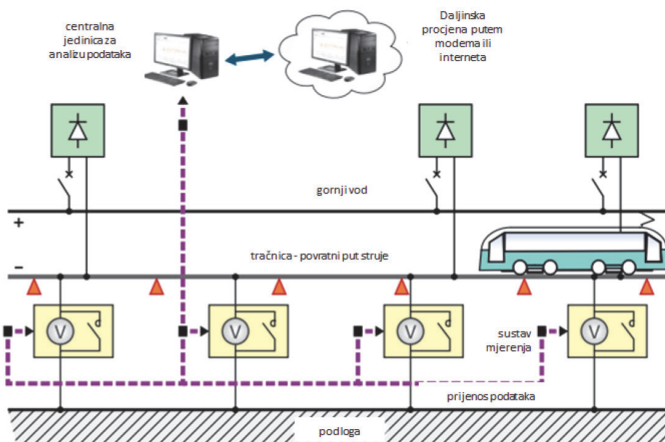 centralna
jedinica za
analizu podataka
Daljinska
procjena putem
modema ili
interneta
gornji vod
+
tračnica - povratni put struje
−
V
V
V
V
sustav
mjerenja
prijenos podataka
podloga